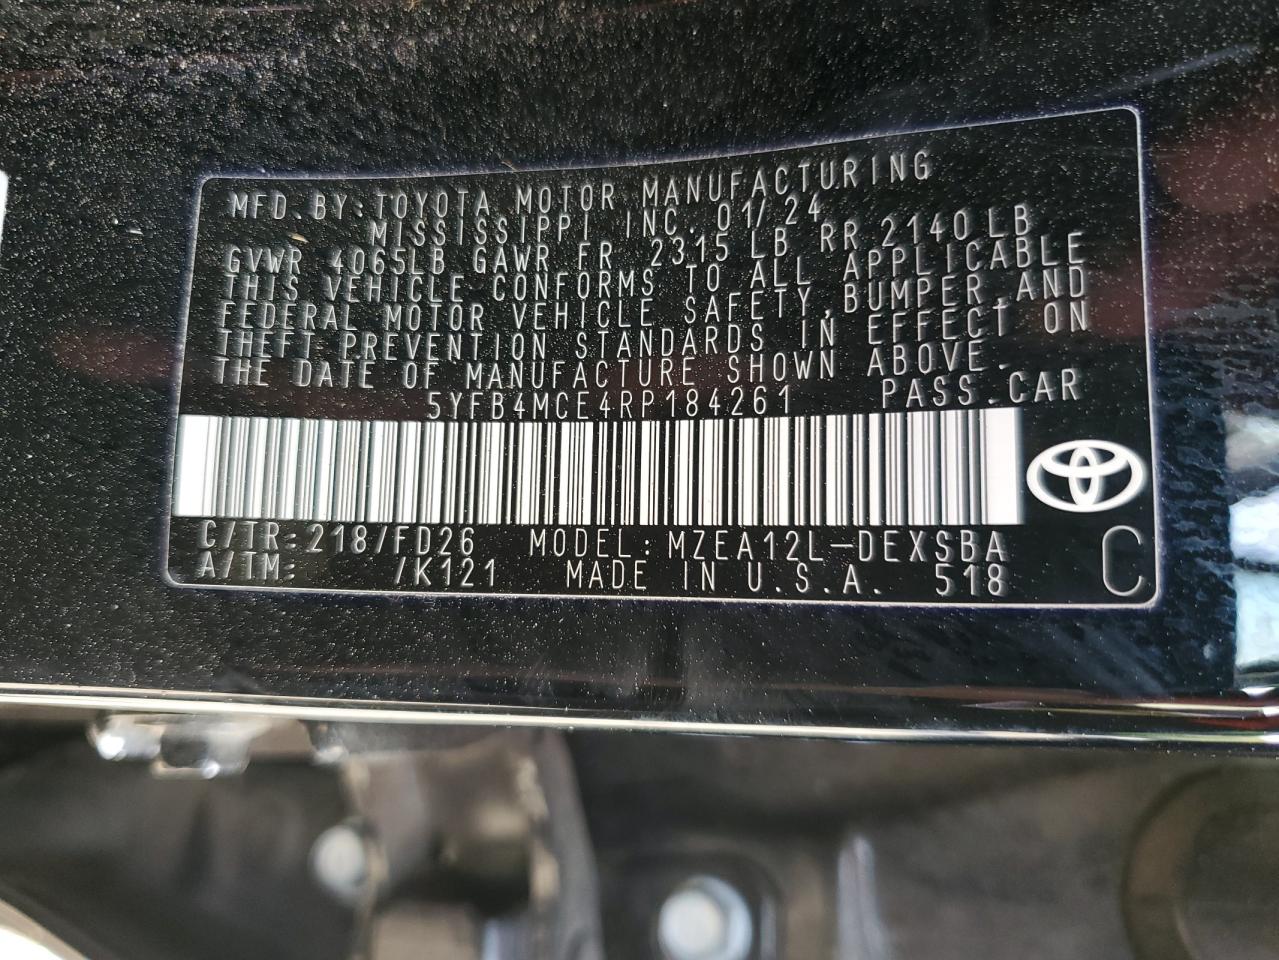 MFD.BY:TOYOTA MOTOR MANUFACTURING
MISSISSIPPI INC. 01/24
GVWR 4065LB GAWR FR 2315 LB RR 2140LB
THIS VEHICLE CONFORMS TO ALL APPLICABLE
FEDERAL MOTOR VEHICLE SAFETY,BUMPER,AND
THEFT PREVENTION STANDARDS IN EFFECT ON
THE DATE OF MANUFACTURE SHOWN ABOVE.
5YFB4MCE4RP184261 PASS.CAR
C/TR:218/FD26 MODEL:MZEA12L-DEXSBA
A/TM: /K121 MADE IN U.S.A. 518
C